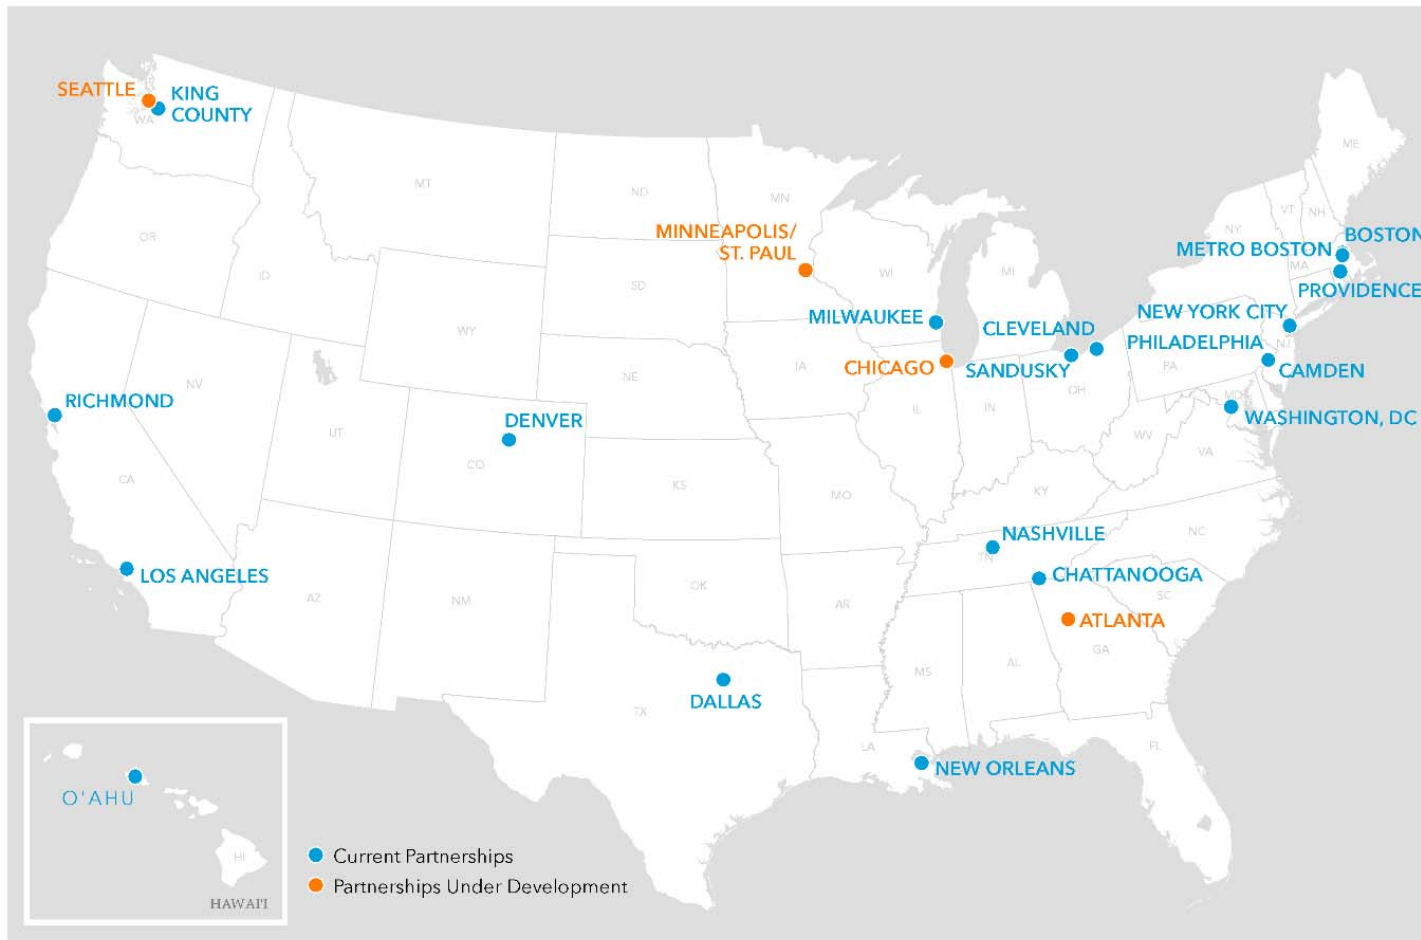 SEATTLE
KING
COUNTY
WA
MT
ND
MN
ME
OR
ID
SD
WI
MI
NY
VT
NH
MINNEAPOLIS/
ST. PAUL
BOSTON
METRO BOSTON
MA
PROVIDENCE
WY
MILWAUKEE
CLEVELAND
NEW YORK CITY
PHILADELPHIA
NJ
CHICAGO
SANDUSKY
PA
CAMDEN
IA
NE
NV
UT
RICHMOND
DENVER
CO
IL
IN
OH
MD
WASHINGTON, DC
WV
VA
CA
KS
MO
KY
NASHVILLE
TN
NC
CHATTANOOGA
LOS ANGELES
AZ
NM
OK
AR
SC
ATLANTA
GA
MS
AL
DALLAS
TX
LA
FL
NEW ORLEANS
O'AHU
HI
HAWAI'I
Current Partnerships
Partnerships Under Development